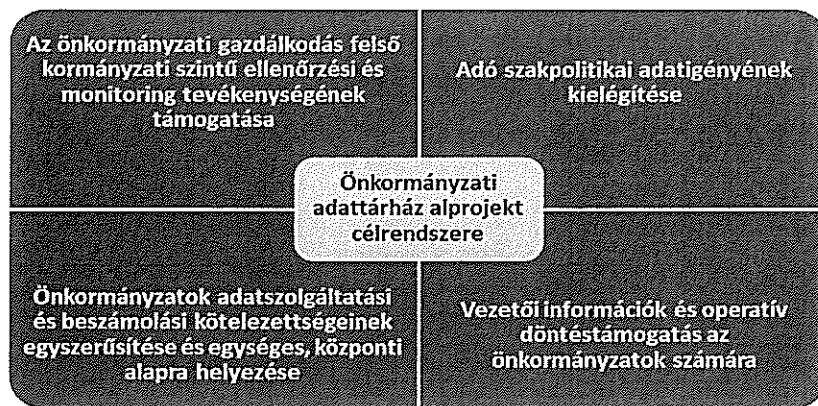 Az önkormányzati gazdálkodás felső
kormányzati szintű ellenőrzési és
monitoring tevékenységének
támogatása
Adó szakpolitikai adatigényének
kielégítése
Önkormányzati
adattárház alprojekt
célrendszere
Önkormányzatok adatszolgáltatási
és beszámolási kötelezettségeinek
egyszerűsítése és egységes, központi
alapra helyezése
Vezetői információk és operatív
döntéstámogatás az
önkormányzatok számára